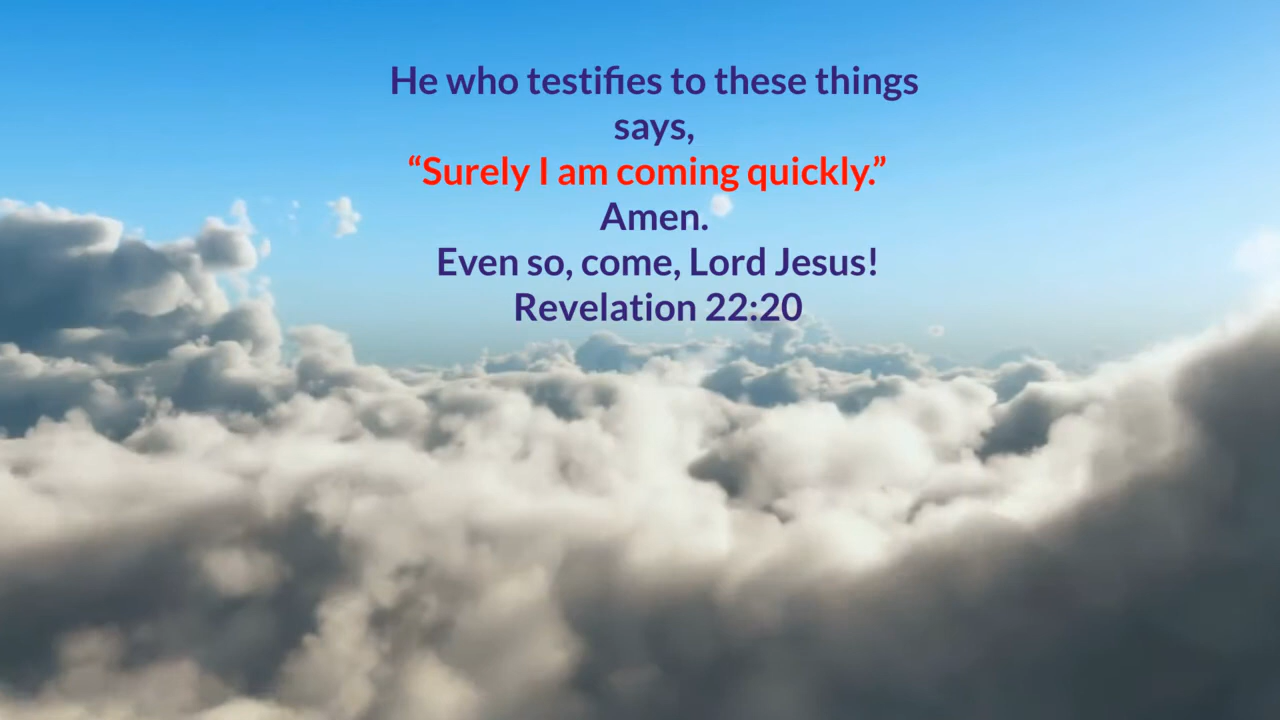 He who testifies to these things
says,
“Surely I am coming quickly.”
Amen.
Even so, come, Lord Jesus!
Revelation 22:20